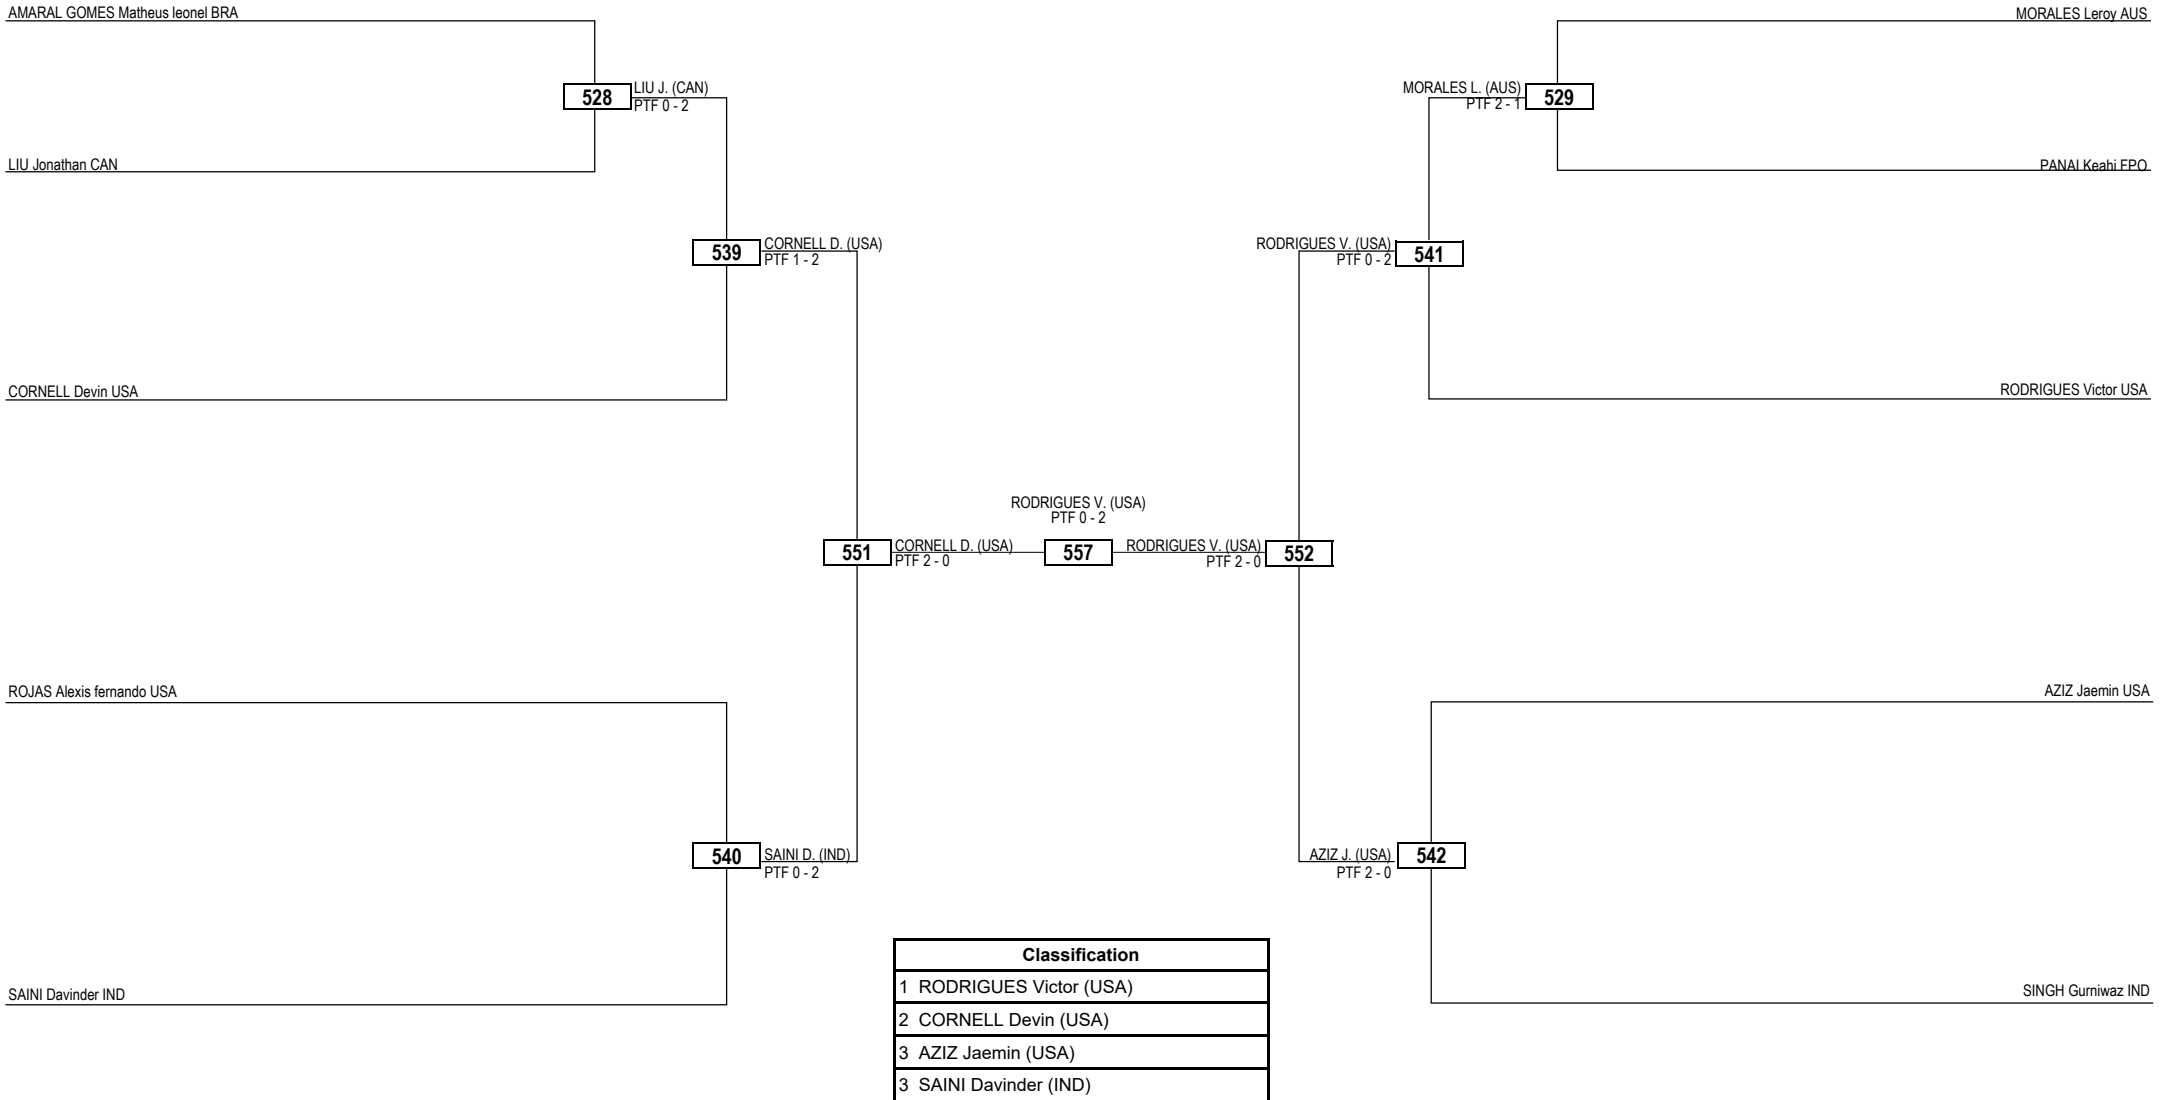 AMARAL GOMES Matheus leonel BRA
MORALES Leroy AUS
528
LIU J. (CAN)
PTF 0 - 2
MORALES L. (AUS)
PTF 2 - 1
529
LIU Jonathan CAN
PANAI Keahi FPO
539
CORNELL D. (USA)
PTF 1 - 2
RODRIGUES V. (USA)
PTF 0 - 2
541
CORNELL Devin USA
RODRIGUES Victor USA
RODRIGUES V. (USA)
PTF 0 - 2
551
CORNELL D. (USA)
PTF 2 - 0
557
RODRIGUES V. (USA)
PTF 2 - 0
552
ROJAS Alexis fernando USA
AZIZ Jaemin USA
540
SAINI D. (IND)
PTF 0 - 2
AZIZ J. (USA)
PTF 2 - 0
542
SAINI Davinder IND
SINGH Gurniwaz IND
Classification
1 RODRIGUES Victor (USA)
2 CORNELL Devin (USA)
3 AZIZ Jaemin (USA)
3 SAINI Davinder (IND)